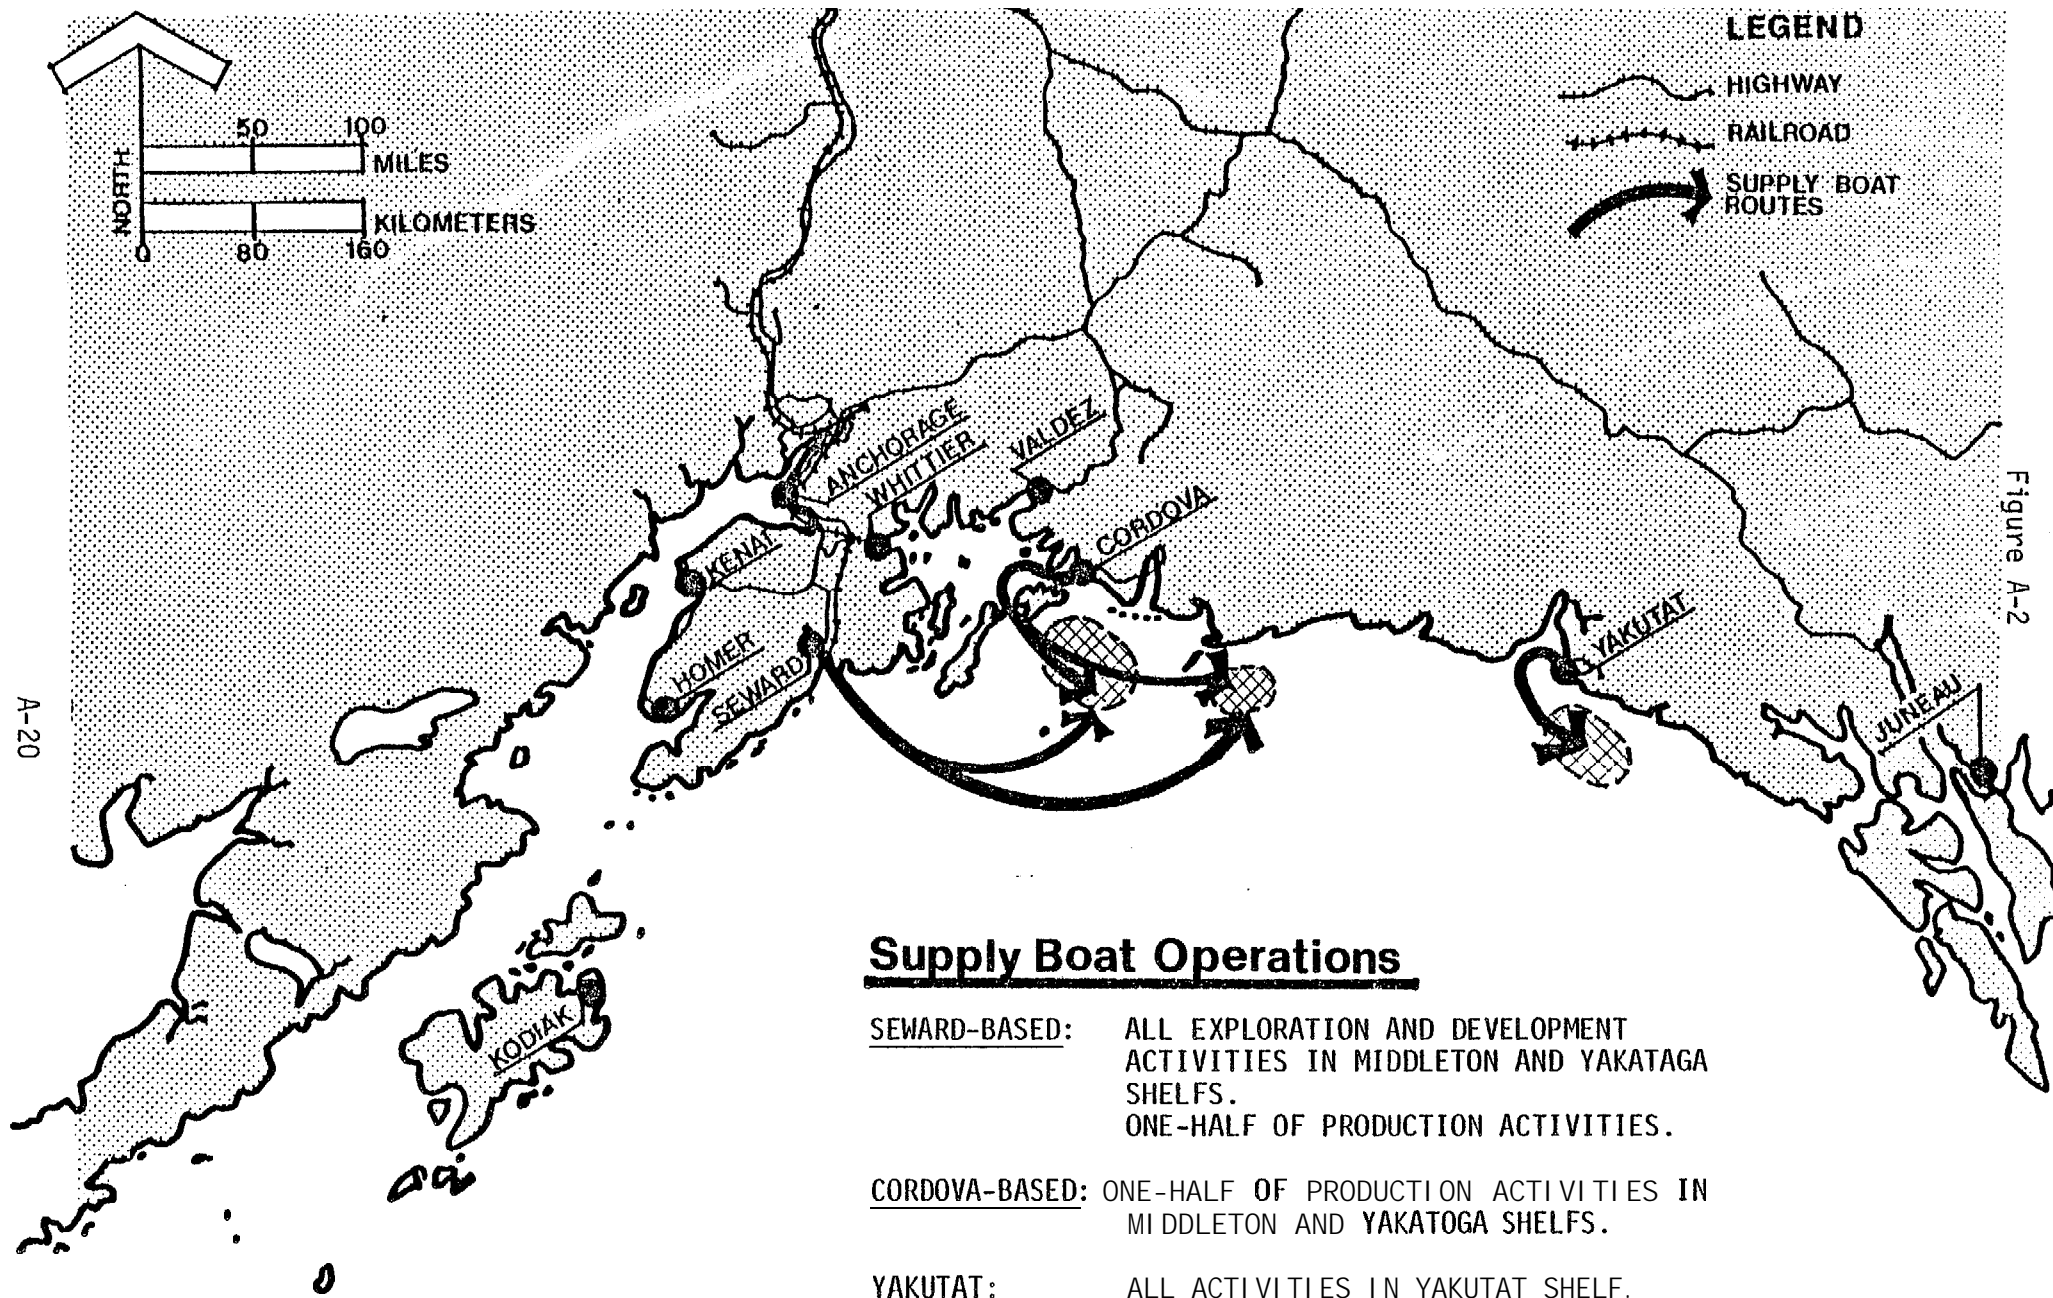 LEGEND
HIGHWAY
RAILROAD
SUPPLY BOAT
ROUTES
NORTH
50 100
MILES
KILOMETERS
0 80 160
ANCHORAGE
WHITTIER
VALDEZ
CORDOVA
KENAI
HOMER
SEWARD
YAKUTAT
JUNEAU
KODIAK
Figure A-2
A-20
Supply Boat Operations
SEWARD-BASED: ALL EXPLORATION AND DEVELOPMENT
ACTIVITIES IN MIDDLETON AND YAKATAGA
SHELFS.
ONE-HALF OF PRODUCTION ACTIVITIES.
CORDOVA-BASED: ONE-HALF OF PRODUCTION ACTIVITIES IN
MIDDLETON AND YAKATOGA SHELFS.
YAKUTAT: ALL ACTIVITIES IN YAKUTAT SHELF.